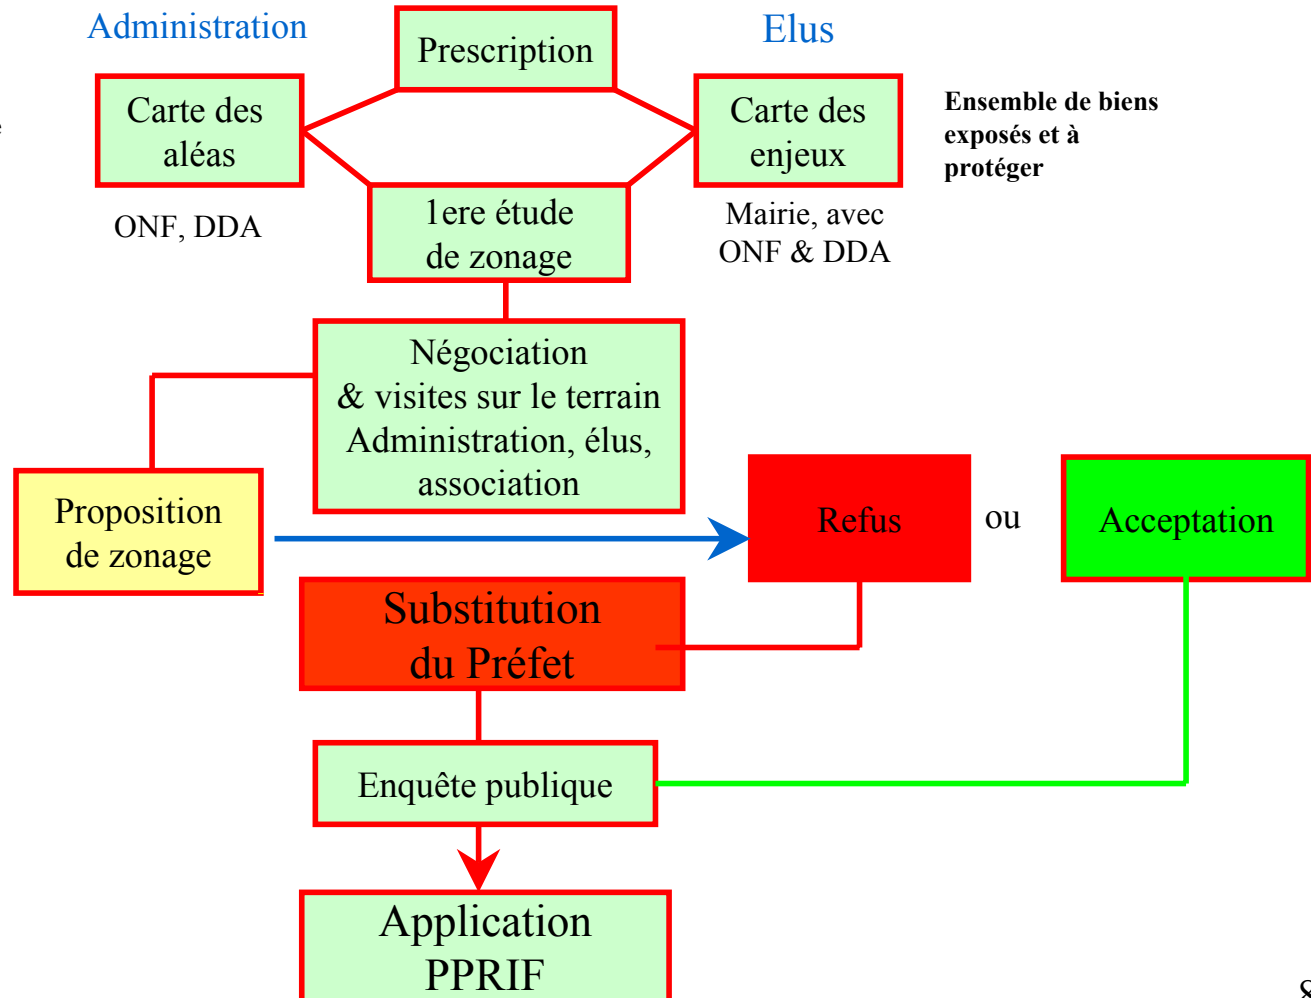 Administration
Prescription
Elus
Carte des
aléas
Carte des
enjeux
Ensemble de biens
exposés et à
protéger
ONF, DDA
1ere étude
de zonage
Mairie, avec
ONF & DDA
Négociation
& visites sur le terrain
Administration, élus,
association
Proposition
de zonage
Refus
ou
Acceptation
Substitution
du Préfet
Enquête publique
Application
PPRIF